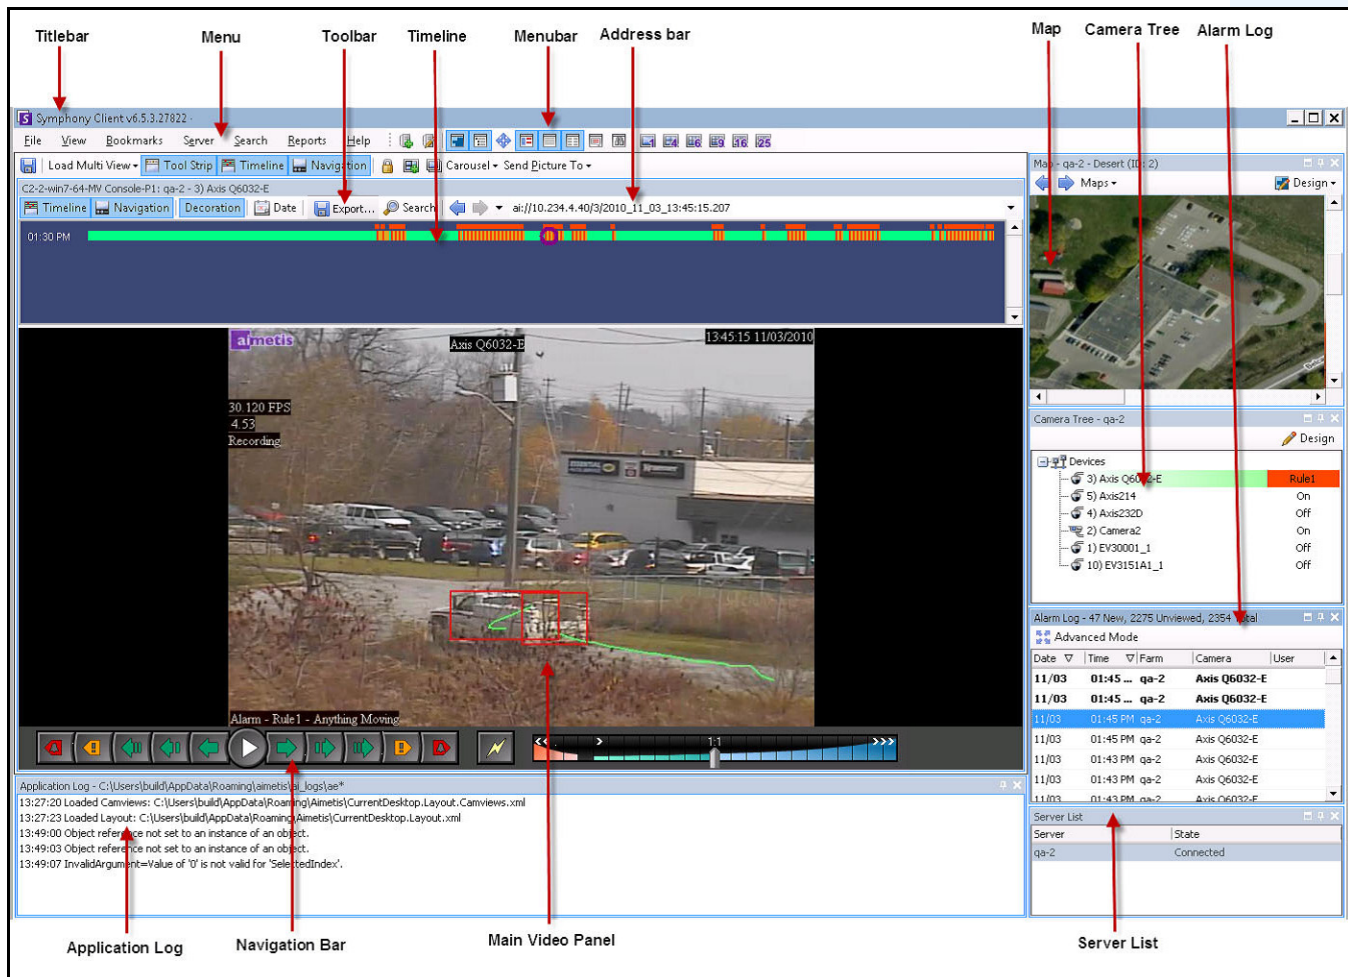 Titlebar
Menu
Toolbar
Timeline
Menubar
Address bar
Map
Camera Tree
Alarm Log
Symphony Client v6.5.3.27822
File View Bookmarks Server Search Reports Help
Load Multi View Tool Strip Timeline Navigation Carousel Send Picture To
C2-2-win7-64-MV Console-P1: qa-2 - 3) Axis Q6032-E
Timeline Navigation Decoration Date Export... Search ai://10.234.4.40/3/2010_11_03_13:45:15.207
01:30 PM
aimetis
Axis Q6032-E
13:45:15 11/03/2010
30.120 FPS
4.53
Recording
ESSENTIAL
Alarm - Rule1 - Anything Moving
1:1
Application Log - C:\Users\build\AppData\Roaming\aimetis\ai_logs\ae*
13:27:20 Loaded Camviews: C:\Users\build\AppData\Roaming\Aimetis\CurrentDesktop.Layout.Camviews.xml
13:27:23 Loaded Layout: C:\Users\build\AppData\Roaming\Aimetis\CurrentDesktop.Layout.xml
13:49:00 Object reference not set to an instance of an object.
13:49:03 Object reference not set to an instance of an object.
13:49:07 InvalidArgument=Value of '0' is not valid for 'SelectedIndex'.
Map - qa-2 - Desert (ID: 2)
Maps Design
Camera Tree - qa-2
Design
Devices
3) Axis Q6032-E Rule1
5) Axis214 On
4) Axis232D Off
2) Camera2 On
1) EV30001_1 Off
10) EV3151A1_1 Off
Alarm Log - 47 New, 2275 Unviewed, 2354 Total
Advanced Mode
Date Time Farm Camera User
11/03 01:45 ... qa-2 Axis Q6032-E
11/03 01:45 ... qa-2 Axis Q6032-E
11/03 01:45 PM qa-2 Axis Q6032-E
11/03 01:45 PM qa-2 Axis Q6032-E
11/03 01:43 PM qa-2 Axis Q6032-E
11/03 01:43 PM qa-2 Axis Q6032-E
11/03 01:43 PM qa-2 Axis Q6032-E
Server List
Server State
qa-2 Connected
Application Log
Navigation Bar
Main Video Panel
Server List